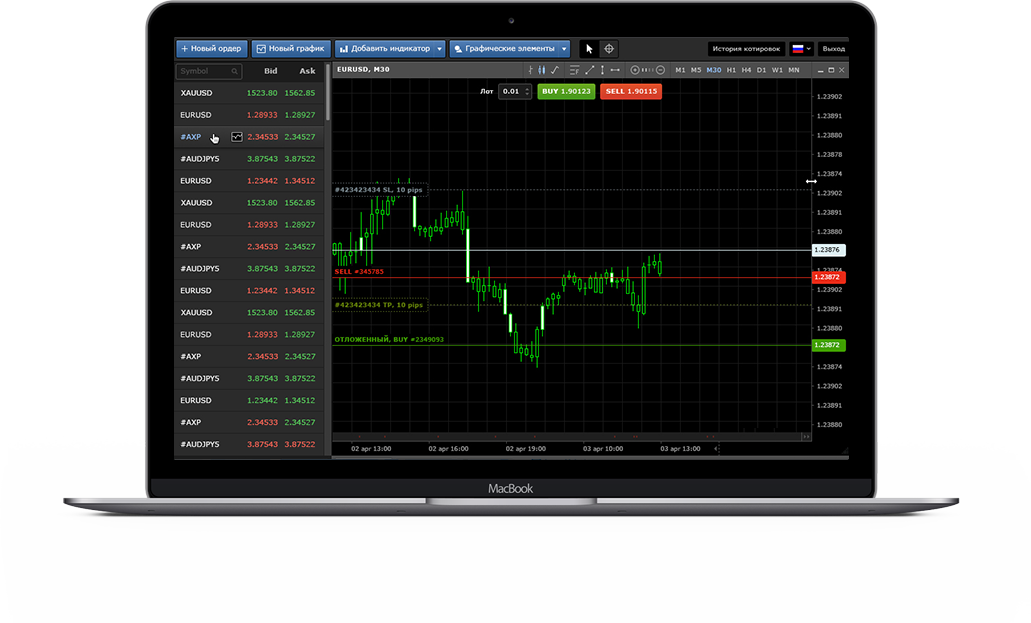 Новый ордер Новый график Добавить индикатор Графические элементы История котировок Выход
Symbol Bid Ask
EURUSD, M30 M1 M5 M30 H1 H4 D1 W1 MN
Лот 0.01 BUY 1.90123 SELL 1.90115
XAUUSD 1523.80 1562.85
EURUSD 1.28933 1.28927
#AXP 2.34533 2.34527
#AUDJPYS 3.87543 3.87522
EURUSD 1.23442 1.34512
XAUUSD 1523.80 1562.85
EURUSD 1.28933 1.28927
#AXP 2.34533 2.34527
#AUDJPYS 3.87543 3.87522
EURUSD 1.23442 1.34512
XAUUSD 1523.80 1562.85
EURUSD 1.28933 1.28927
#AXP 2.34533 2.34527
#AUDJPYS 3.87543 3.87522
EURUSD 1.23442 1.34512
#AXP 2.34533 2.34527
#AUDJPYS 3.87543 3.87522
#423423434 SL, 10 pips
SELL #345785
#423423434 TP, 10 pips
ОТЛОЖЕННЫЙ, BUY #2349093
1.23902
1.23891
1.23880
1.23878
1.23874
1.23902
1.23891
1.23880
1.23876
1.23874
1.23872
1.23902
1.23891
1.23880
1.23872
1.23874
1.23902
1.23891
1.23880
02 apr 13:00 02 apr 16:00 02 apr 19:00 03 apr 10:00 03 apr 13:00
MacBook